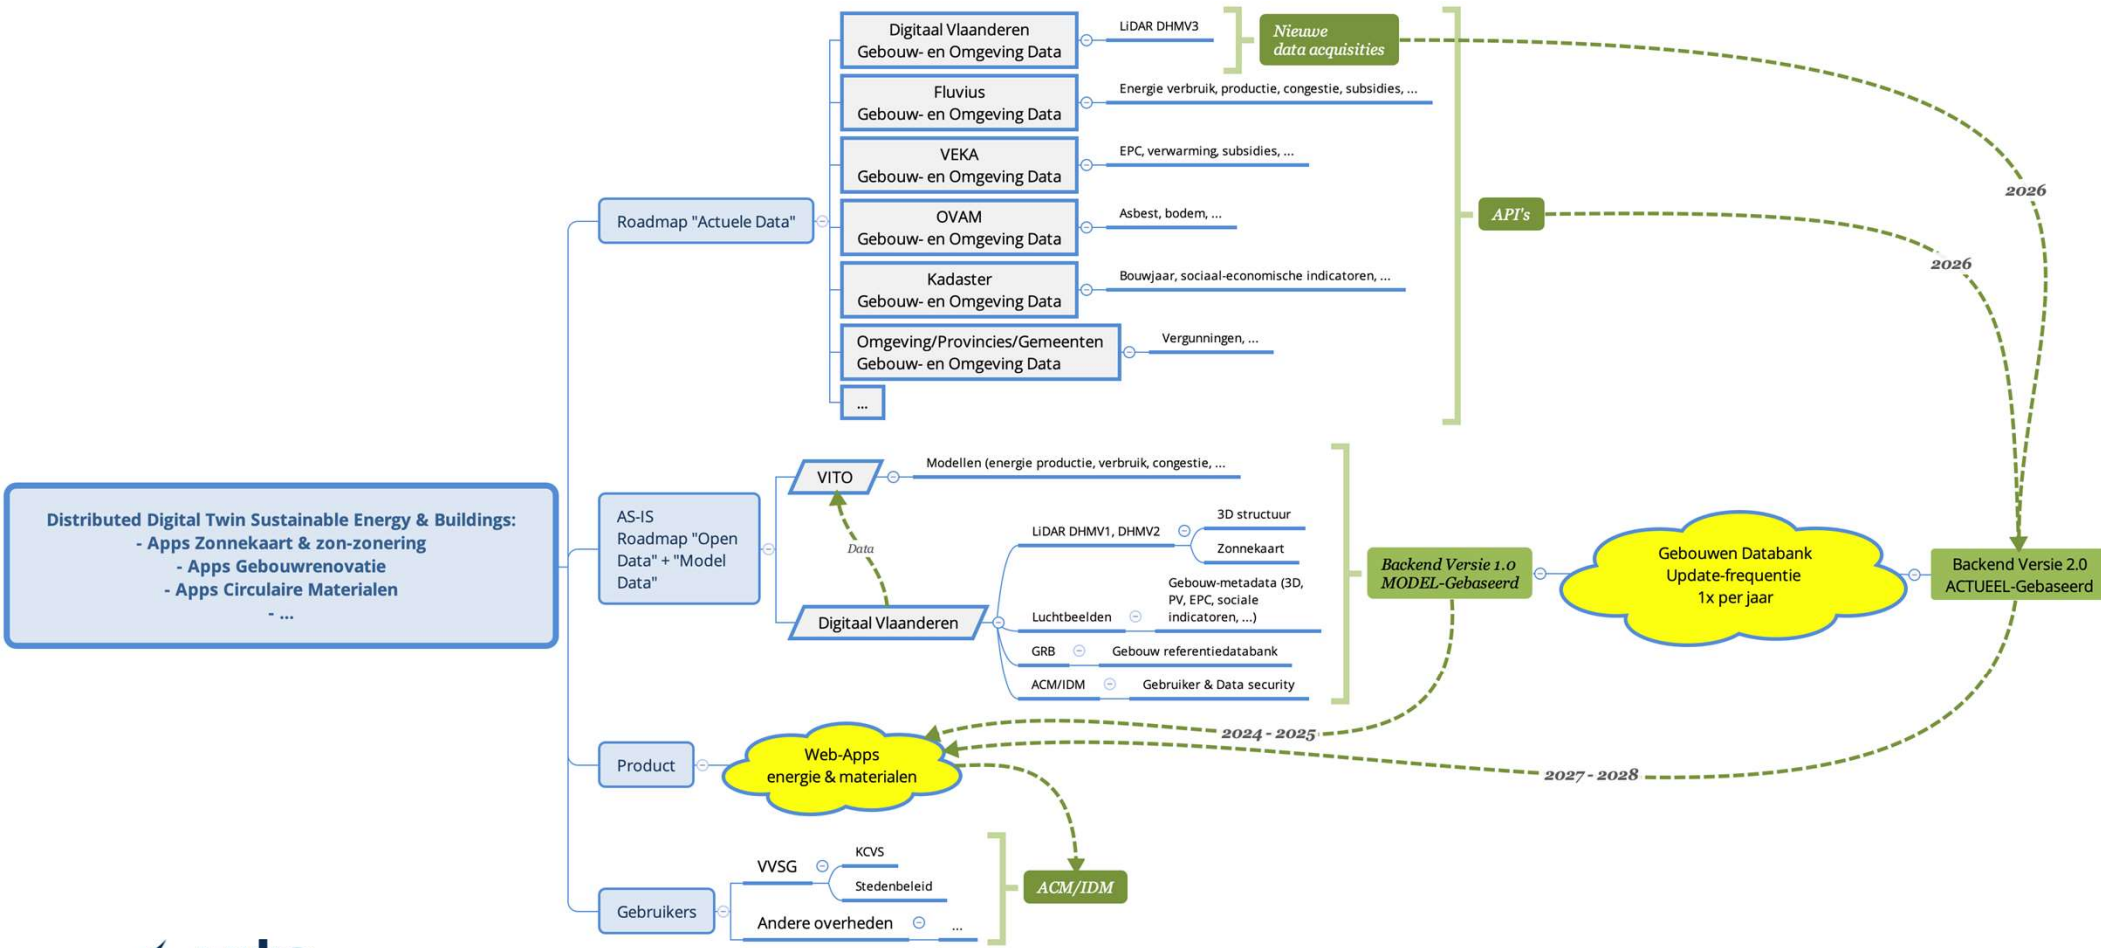 Distributed Digital Twin Sustainable Energy & Buildings:
- Apps Zonnekaart & zon-zonering
- Apps Gebouwrenovatie
- Apps Circulaire Materialen
- ...
Roadmap "Actuele Data"
Digitaal Vlaanderen
Gebouw- en Omgeving Data
LiDAR DHMV3
Nieuwe
data acquisities
Fluvius
Gebouw- en Omgeving Data
Energie verbruik, productie, congestie, subsidies, ...
VEKA
Gebouw- en Omgeving Data
EPC, verwarming, subsidies, ...
OVAM
Gebouw- en Omgeving Data
Asbest, bodem, ...
Kadaster
Gebouw- en Omgeving Data
Bouwjaar, sociaal-economische indicatoren, ...
Omgeving/Provincies/Gemeenten
Gebouw- en Omgeving Data
Vergunningen, ...
...
API's
2026
2026
AS-IS
Roadmap "Open
Data" + "Model
Data"
VITO
Modellen (energie productie, verbruik, congestie, ...
Data
Digitaal Vlaanderen
LiDAR DHMV1, DHMV2
3D structuur
Zonnekaart
Luchtbeelden
Gebouw-metadata (3D,
PV, EPC, sociale
indicatoren, ...)
GRB
Gebouw referentiedatabank
ACM/IDM
Gebruiker & Data security
Backend Versie 1.0
MODEL-Gebaseerd
Gebouwen Databank
Update-frequentie
1x per jaar
Backend Versie 2.0
ACTUEEL-Gebaseerd
2024 - 2025
2027 - 2028
Product
Web-Apps
energie & materialen
Gebruikers
VVSG
KCVS
Stedenbeleid
Andere overheden
...
ACM/IDM